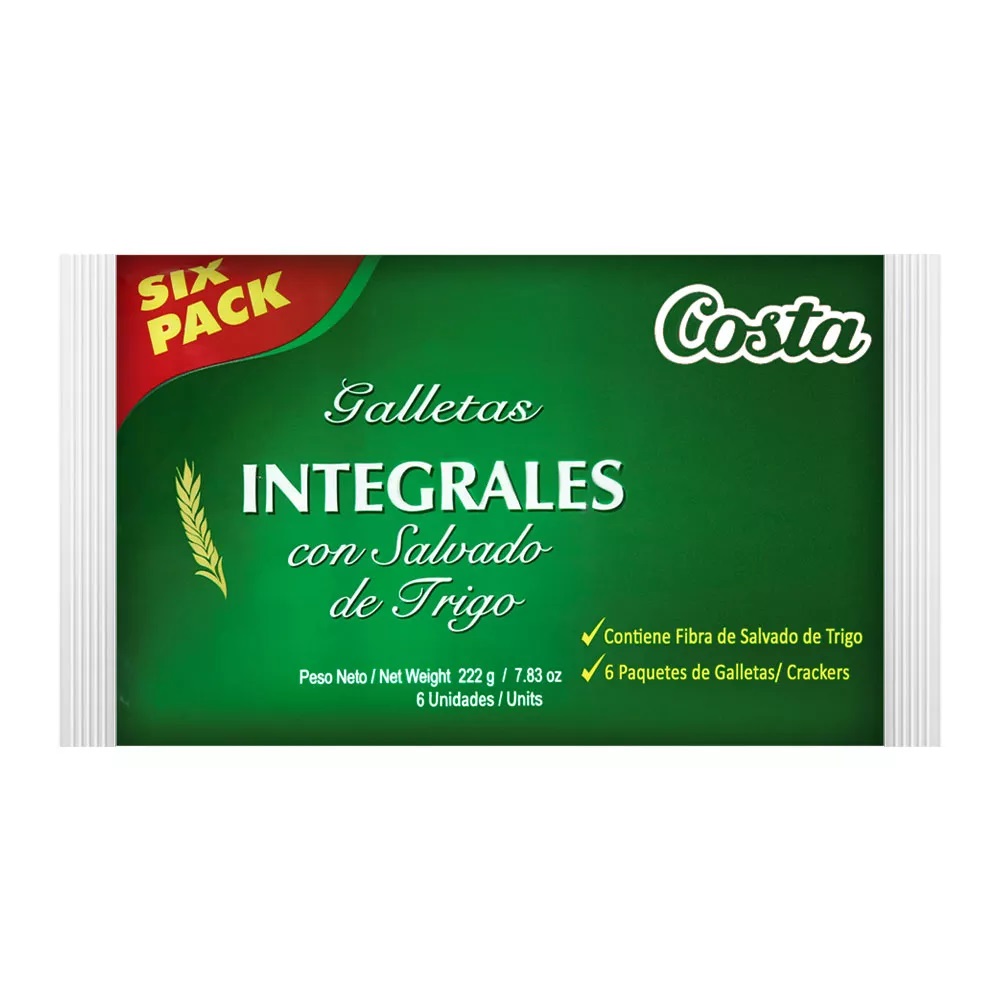 SIX
PACK
Costa
Galletas
INTEGRALES
con Salvado
de Trigo
Contiene Fibra de Salvado de Trigo
6 Paquetes de Galletas/ Crackers
Peso Neto / Net Weight 222 g / 7.83 oz
6 Unidades / Units